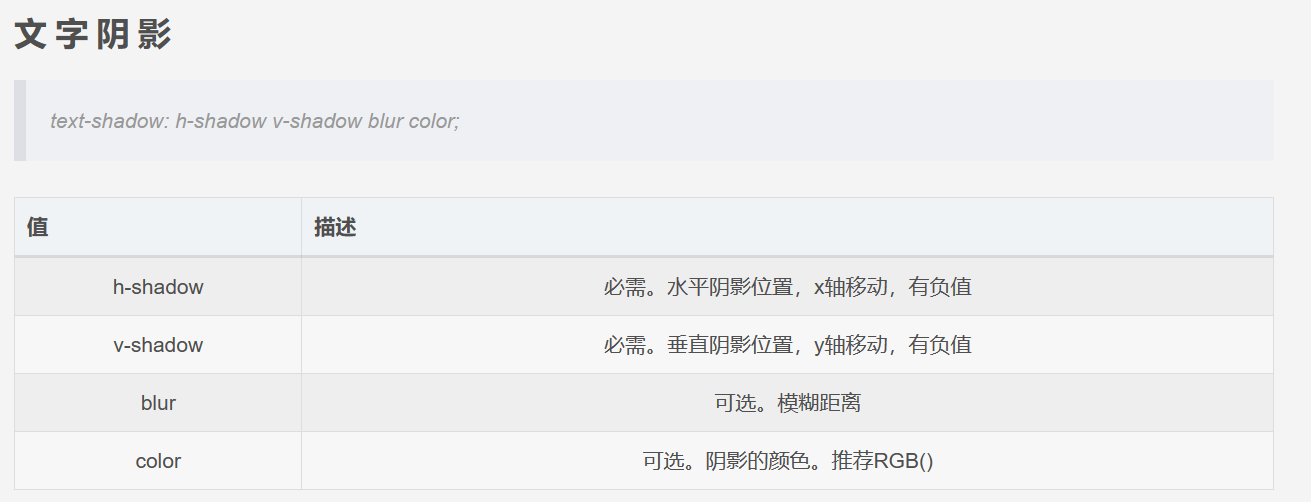 文字阴影
text-shadow: h-shadow v-shadow blur color;
值 描述
h-shadow 必需。水平阴影位置，x轴移动，有负值
v-shadow 必需。垂直阴影位置，y轴移动，有负值
blur 可选。模糊距离
color 可选。阴影的颜色。推荐RGB()